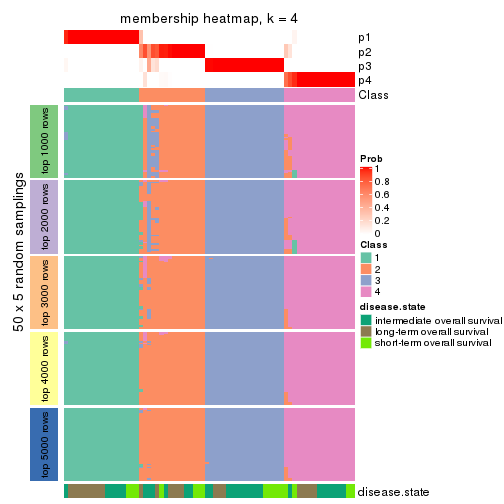 membership heatmap, k = 4
p1
p2
p3
p4
Class
50 x 5 random samplings
top 1000 rows
top 2000 rows
top 3000 rows
top 4000 rows
top 5000 rows
Prob
1
0.8
0.6
0.4
0.2
0
Class
1
2
3
4
disease.state
intermediate overall survival
long-term overall survival
short-term overall survival
disease.state